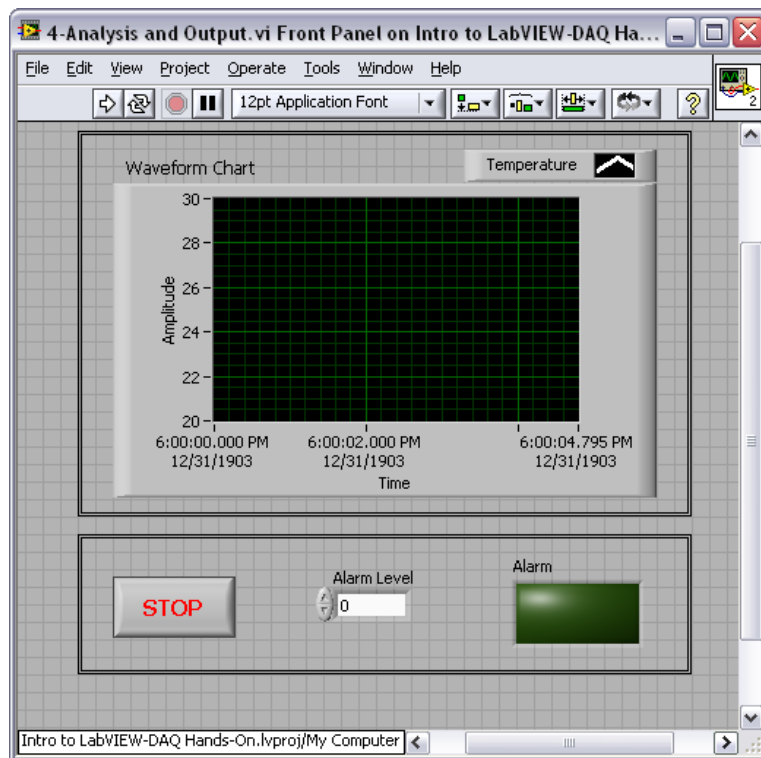 4-Analysis and Output.vi Front Panel on Intro to LabVIEW-DAQ Ha...
File Edit View Project Operate Tools Window Help
12pt Application Font
2
Waveform Chart
Temperature
30
28
26
24
22
20
Amplitude
6:00:00.000 PM 6:00:02.000 PM 6:00:04.795 PM
12/31/1903 12/31/1903 12/31/1903
Time
STOP
Alarm Level
0
Alarm
Intro to LabVIEW-DAQ Hands-On.lvproj/My Computer